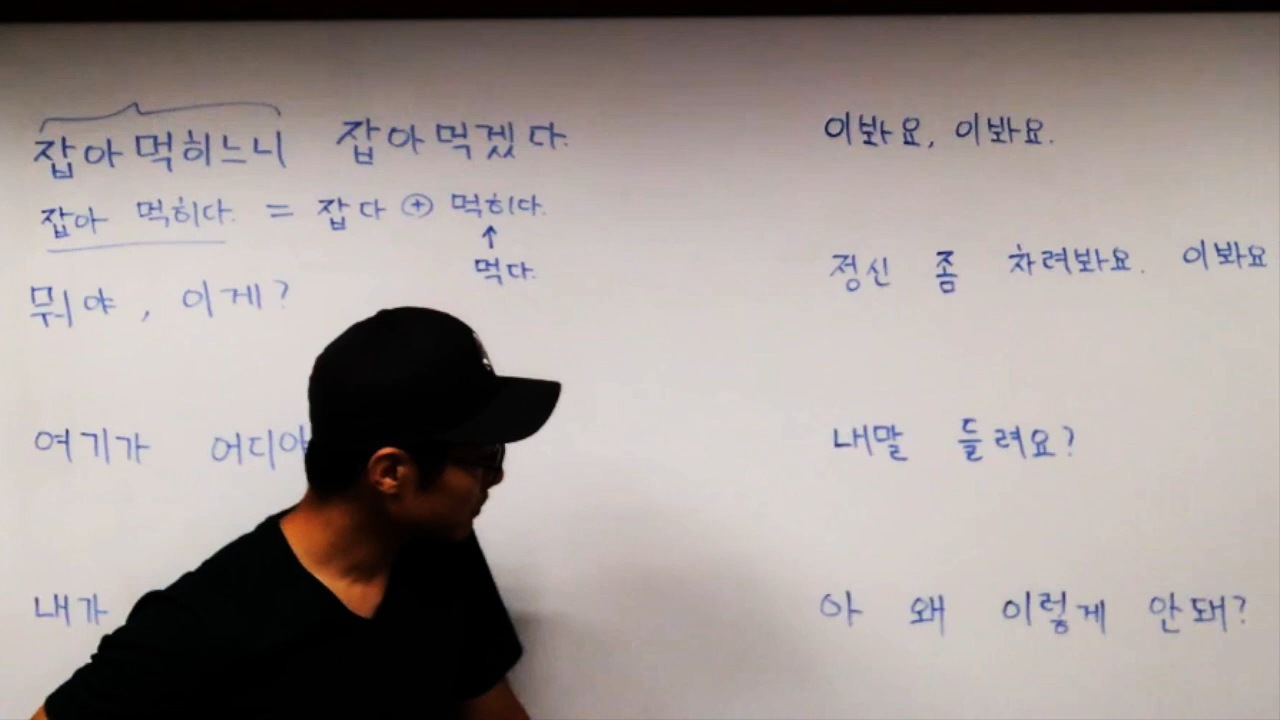 잡아먹히느니 잡아먹겠다.
잡아 먹히다. = 잡다 ⊕ 먹히다.
↑
먹다.
뭐야, 이게?
여기가 어디야
내가
이봐요, 이봐요.
정신 좀 차려봐요. 이봐요
내말 들려요?
아 왜 이렇게 안돼?